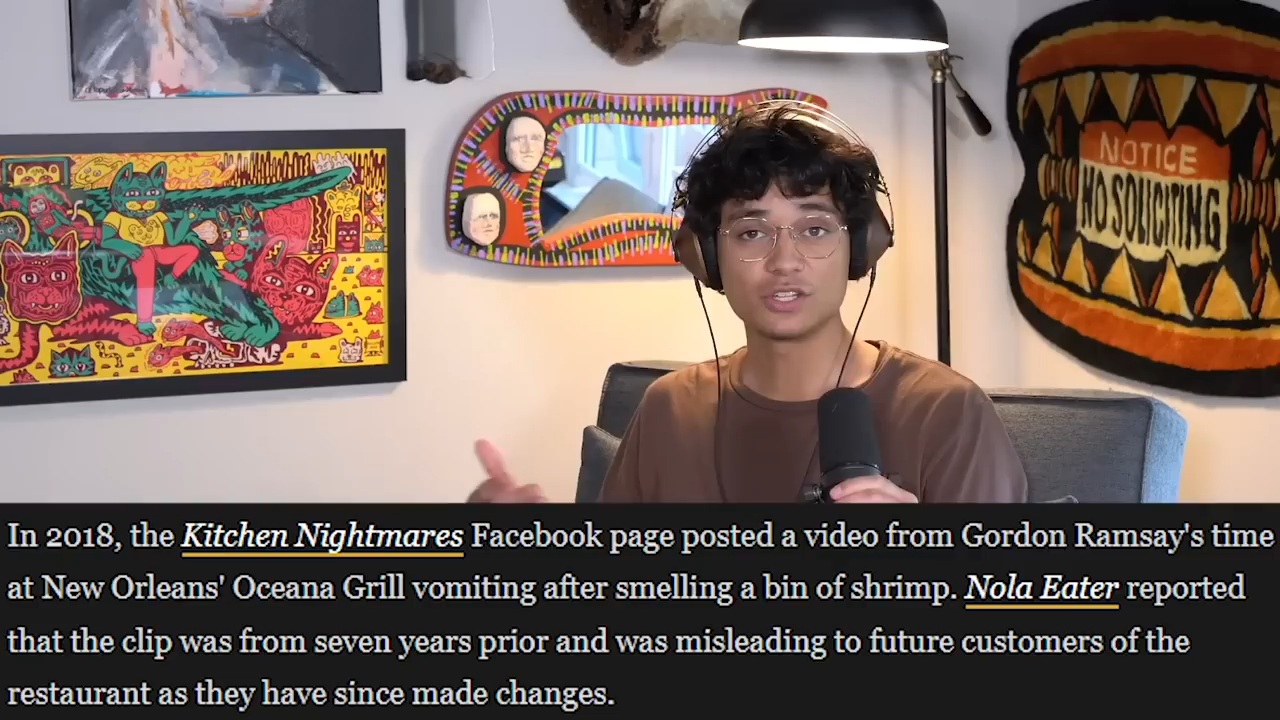 NOTICE
NO SOLICITING
In 2018, the Kitchen Nightmares Facebook page posted a video from Gordon Ramsay's time
at New Orleans' Oceana Grill vomiting after smelling a bin of shrimp. Nola Eater reported
that the clip was from seven years prior and was misleading to future customers of the
restaurant as they have since made changes.